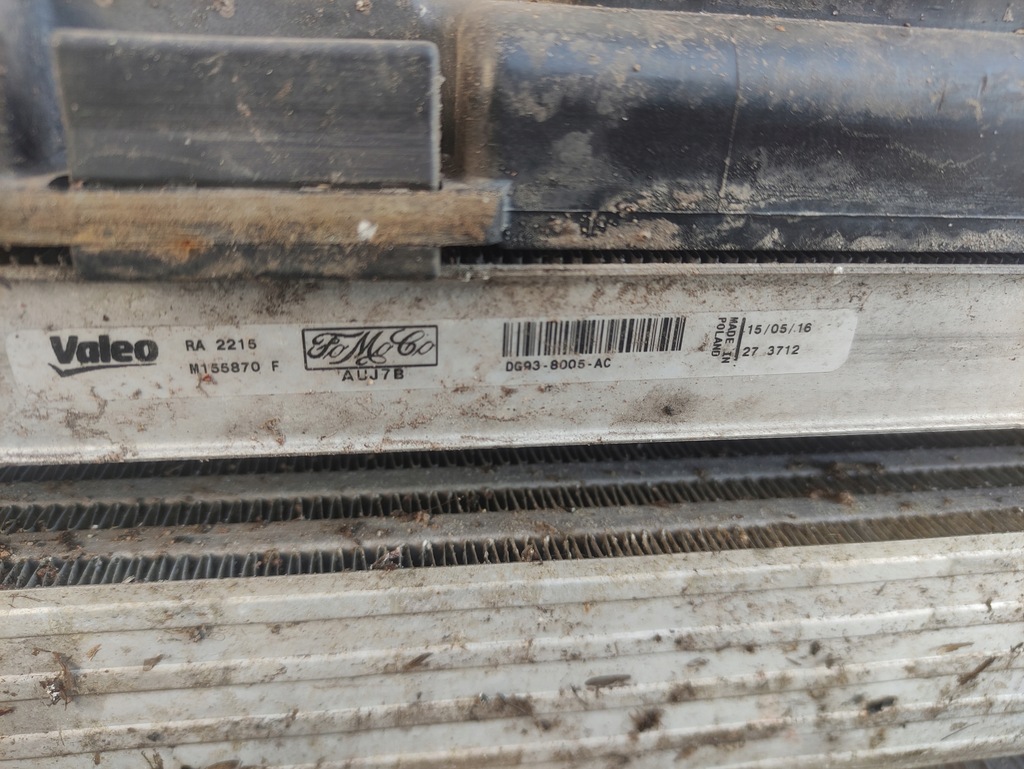 Valeo
RA 2215
M155870 F
FoMoCo
AUJ7B
DG93-8005-AC
MADE IN
POLAND
15/05/.16
27 3712